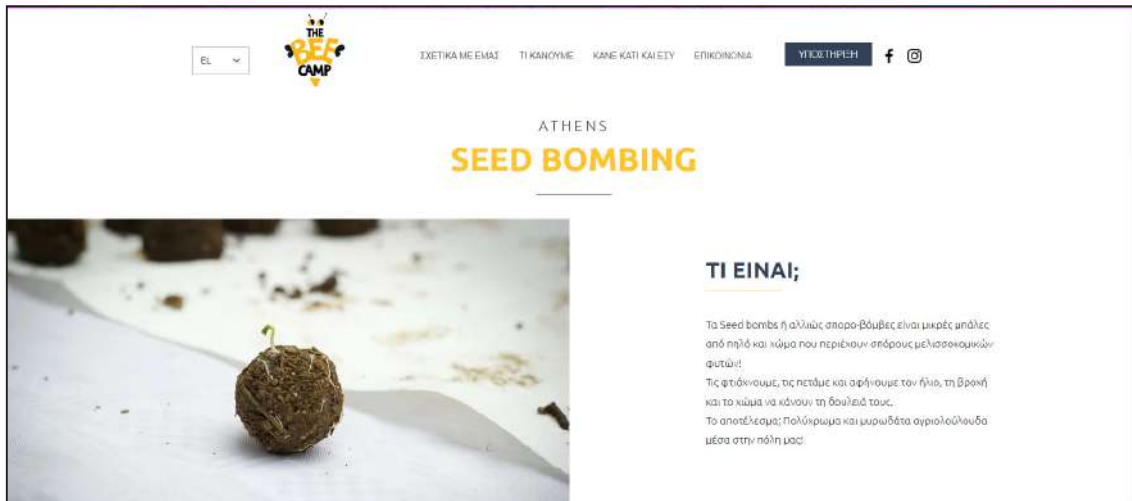 EL
THE
BEE
CAMP
ΣΧΕΤΙΚΑ ΜΕ ΕΜΑΣ ΤΙ ΚΑΝΟΥΜΕ ΚΑΝΕ ΚΑΤΙ ΚΑΙ ΕΣΥ ΕΠΙΚΟΙΝΩΝΙΑ ΥΠΟΣΤΗΡΙΞΗ
ATHENS
SEED BOMBING
ΤΙ ΕΙΝΑΙ;
Τα Seed bombs ή αλλιώς σπορο-βόμβες είναι μικρές μπάλες
από πηλό και χώμα που περιέχουν σπόρους μελισσοκομικών
φυτών!
Τις φτιάχνουμε, τις πετάμε και αφήνουμε τον ήλιο, τη βροχή
και το χώμα να κάνουν τη δουλειά τους.
Το αποτέλεσμα; Πολύχρωμα και μυρωδάτα αγριολούλουδα
μέσα στην πόλη μας!